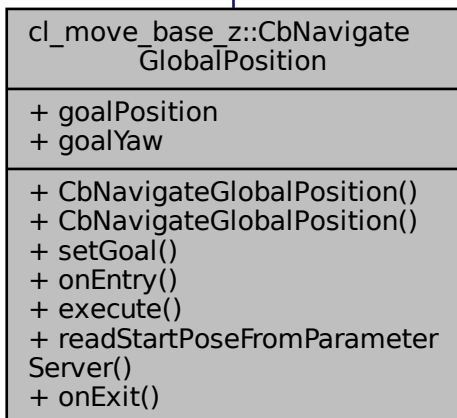 cl_move_base_z::CbNavigate
GlobalPosition
+ goalPosition
+ goalYaw
+ CbNavigateGlobalPosition()
+ CbNavigateGlobalPosition()
+ setGoal()
+ onEntry()
+ execute()
+ readStartPoseFromParameter
Server()
+ onExit()